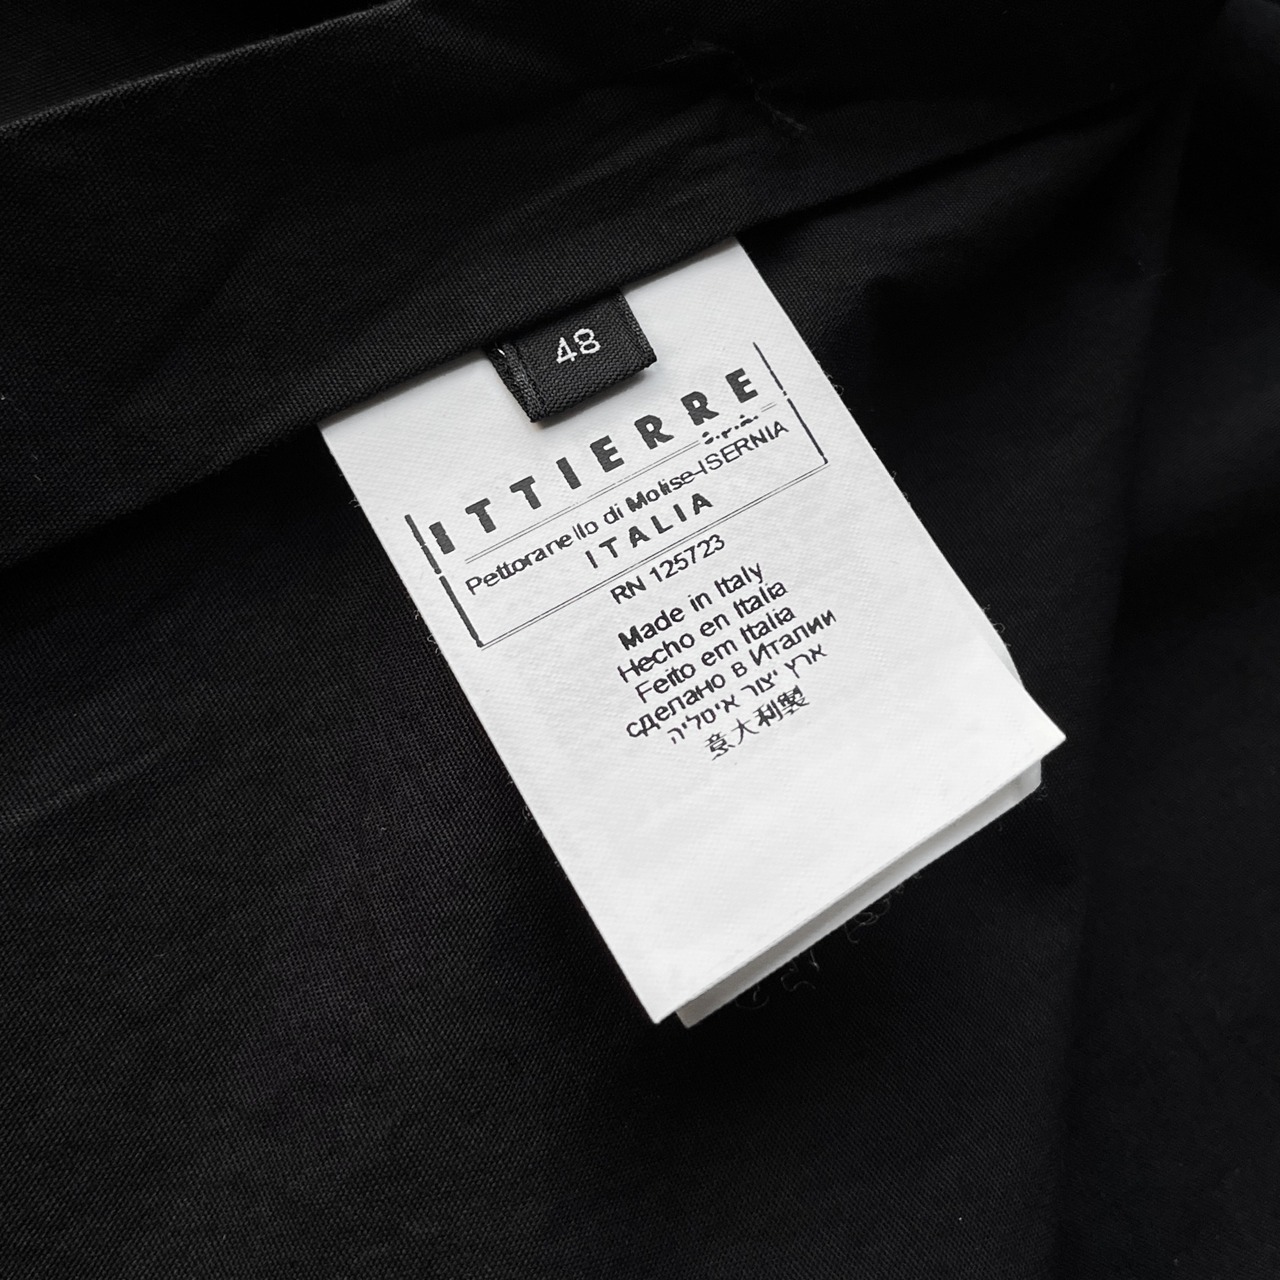 48
ITTIERRE
s.p.a.
Pettoranello di Molise-ISERNIA
ITALIA
RN 125723
Made in Italy
Hecho en Italia
Feito em Italia
сделано в Италии
ארץ יצור איטליה
意大利製